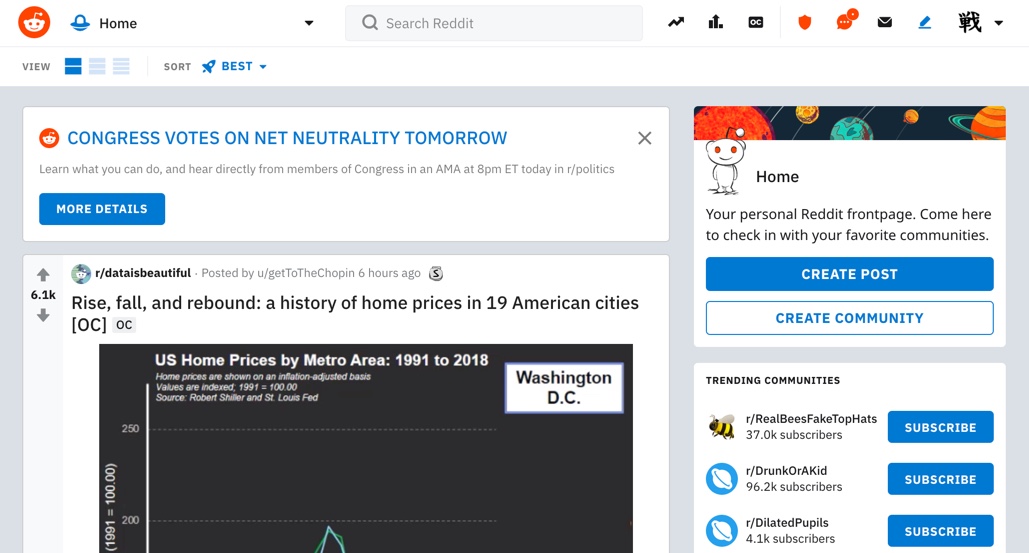 Home
Search Reddit
OC
戦
VIEW
SORT
BEST
CONGRESS VOTES ON NET NEUTRALITY TOMORROW
Learn what you can do, and hear directly from members of Congress in an AMA at 8pm ET today in r/politics
MORE DETAILS
6.1k
r/dataisbeautiful · Posted by u/getToTheChopin 6 hours ago S
Rise, fall, and rebound: a history of home prices in 19 American cities
[OC] OC
US Home Prices by Metro Area: 1991 to 2018
Home prices are shown on an inflation-adjusted basis
Values are indexed; 1991 = 100.00
Source: Robert Shiller and St. Louis Fed
Washington
D.C.
250
200
(1991 = 100.00)
Home
Your personal Reddit frontpage. Come here
to check in with your favorite communities.
CREATE POST
CREATE COMMUNITY
TRENDING COMMUNITIES
r/RealBeesFakeTopHats
37.0k subscribers
SUBSCRIBE
r/DrunkOrAKid
96.2k subscribers
SUBSCRIBE
r/DilatedPupils
4.1k subscribers
SUBSCRIBE